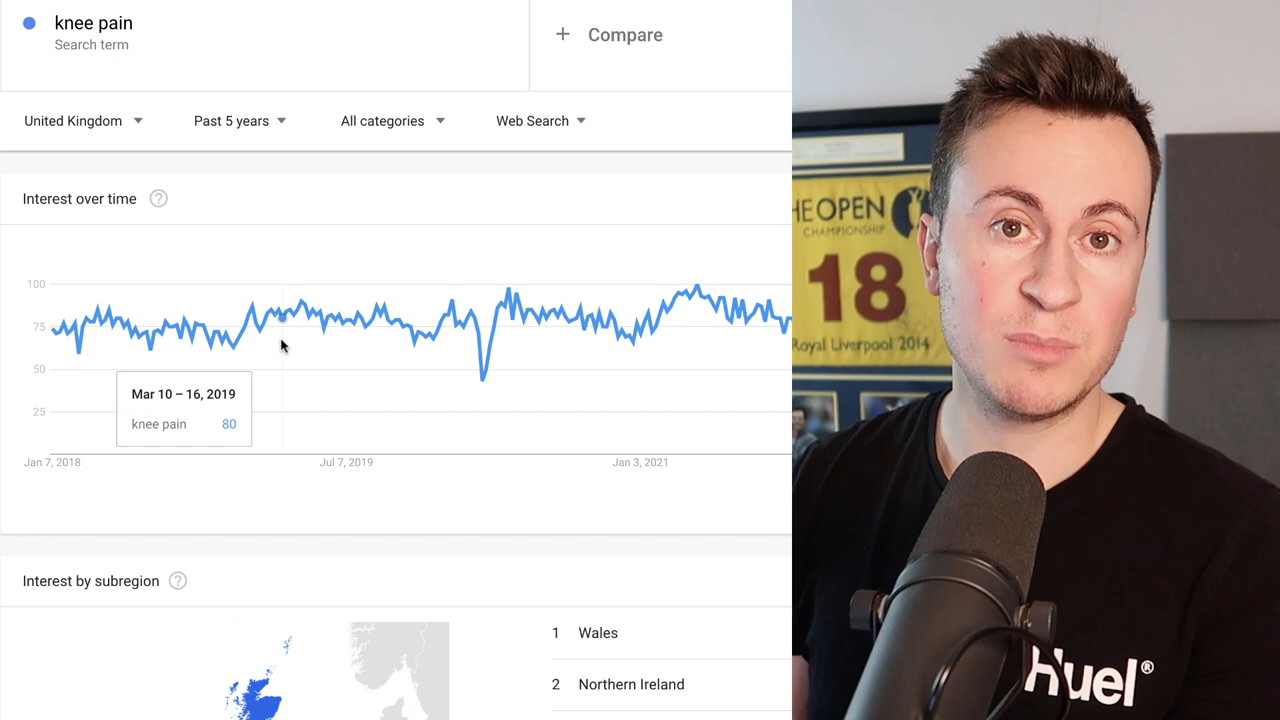 knee pain
Search term
+ Compare
United Kingdom
Past 5 years
All categories
Web Search
Interest over time ?
100
75
50
25
Mar 10 – 16, 2019
knee pain 80
Jan 7, 2018
Jul 7, 2019
Jan 3, 2021
Interest by subregion ?
1 Wales
2 Northern Ireland
HE OPEN
CHAMPIONSHIP
18
Royal Liverpool 2014
Huel®